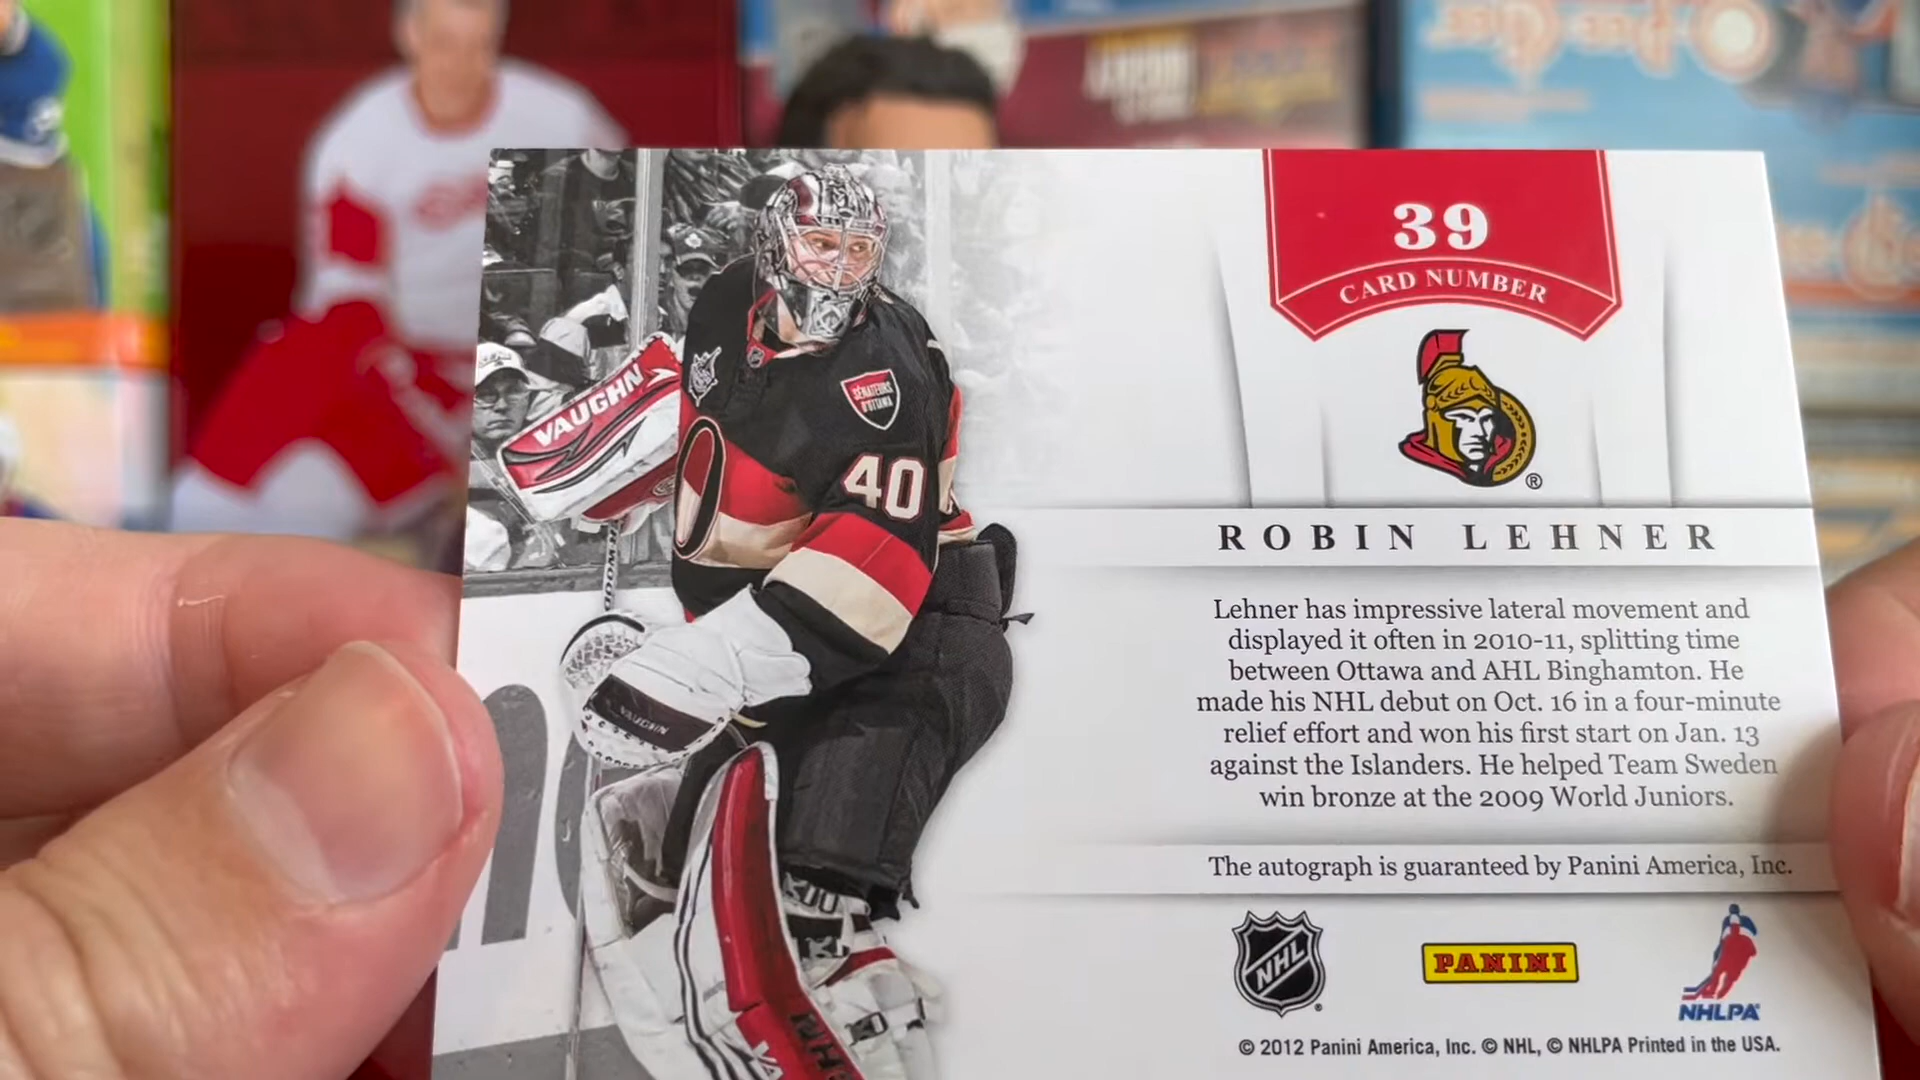 39
CARD NUMBER
VAUGHN
SÉNATEURS
D'OTTAWA
40
®
ROBIN LEHNER
Lehner has impressive lateral movement and
displayed it often in 2010-11, splitting time
between Ottawa and AHL Binghamton. He
made his NHL debut on Oct. 16 in a four-minute
relief effort and won his first start on Jan. 13
against the Islanders. He helped Team Sweden
win bronze at the 2009 World Juniors.
VAUGHN
The autograph is guaranteed by Panini America, Inc.
NHL
PANINI
NHLPA
© 2012 Panini America, Inc. © NHL, © NHLPA Printed in the USA.